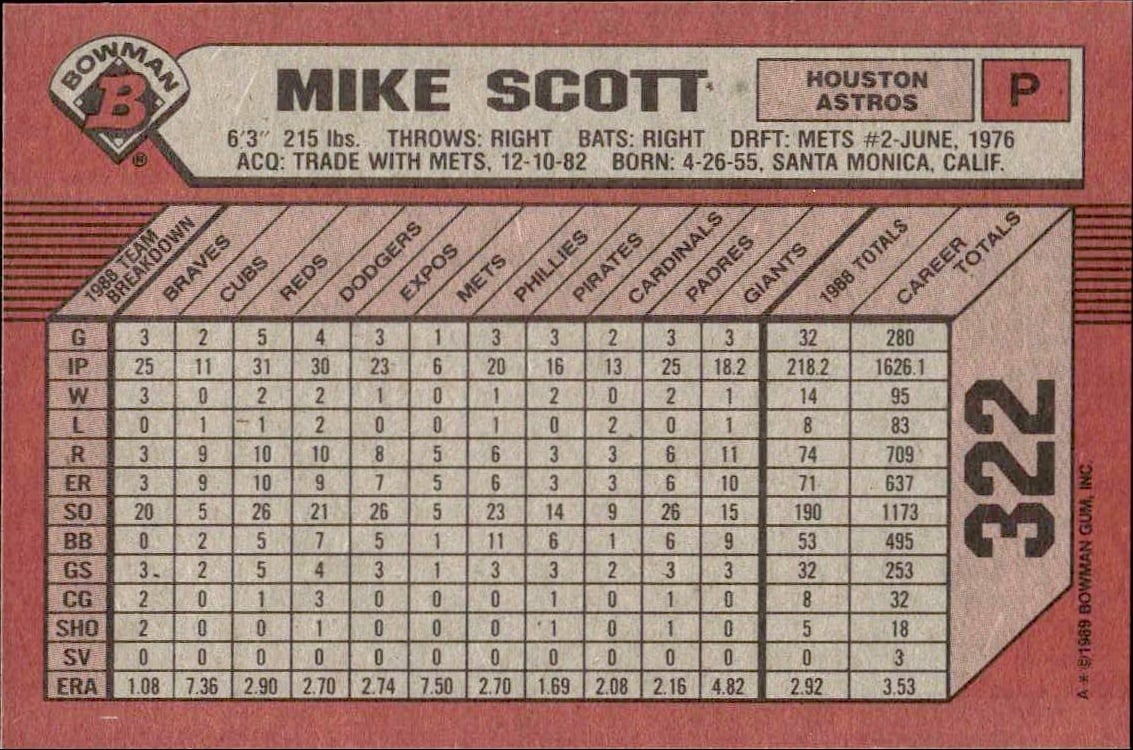 BOWMAN
B
®
MIKE SCOTT
HOUSTON
ASTROS
P
6'3" 215 lbs. THROWS: RIGHT BATS: RIGHT DRFT: METS #2-JUNE, 1976
ACQ: TRADE WITH METS, 12-10-82 BORN: 4-26-55, SANTA MONICA, CALIF.
1988 TEAM BREAKDOWN BRAVES CUBS REDS DODGERS EXPOS METS PHILLIES PIRATES CARDINALS PADRES GIANTS 1988 TOTALS CAREER TOTALS
G 3 2 5 4 3 1 3 3 2 3 3 32 280
IP 25 11 31 30 23 6 20 16 13 25 18.2 218.2 1626.1
W 3 0 2 2 1 0 1 2 0 2 1 14 95
L 0 1 1 2 0 0 1 0 2 0 1 8 83
R 3 9 10 10 8 5 6 3 3 6 11 74 709
ER 3 9 10 9 7 5 6 3 3 6 10 71 637
SO 20 5 26 21 26 5 23 14 9 26 15 190 1173
BB 0 2 5 7 5 1 11 6 1 6 9 53 495
GS 3 2 5 4 3 1 3 3 2 3 3 32 253
CG 2 0 1 3 0 0 0 1 0 1 0 8 32
SHO 2 0 0 1 0 0 0 1 0 1 0 5 18
SV 0 0 0 0 0 0 0 0 0 0 0 0 3
ERA 1.08 7.36 2.90 2.70 2.74 7.50 2.70 1.69 2.08 2.16 4.82 2.92 3.53
322
A * ©1989 BOWMAN GUM, INC.